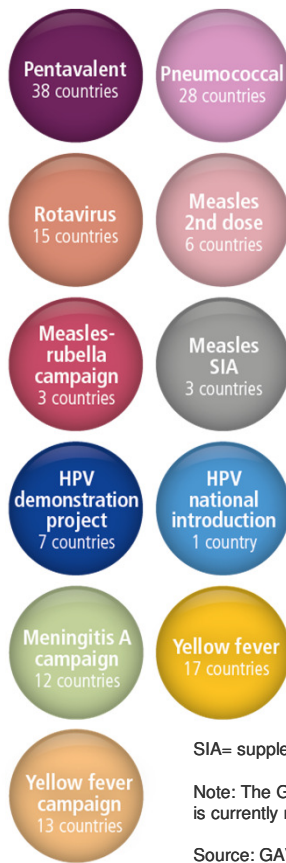 Pentavalent
38 countries
Pneumococcal
28 countries
Rotavirus
15 countries
Measles
2nd dose
6 countries
Measles-
rubella
campaign
3 countries
Measles
SIA
3 countries
HPV
demonstration
project
7 countries
HPV
national
introduction
1 country
Meningitis A
campaign
12 countries
Yellow fever
17 countries
Yellow fever
campaign
13 countries
SIA= supple
Note: The G
is currently
Source: GA